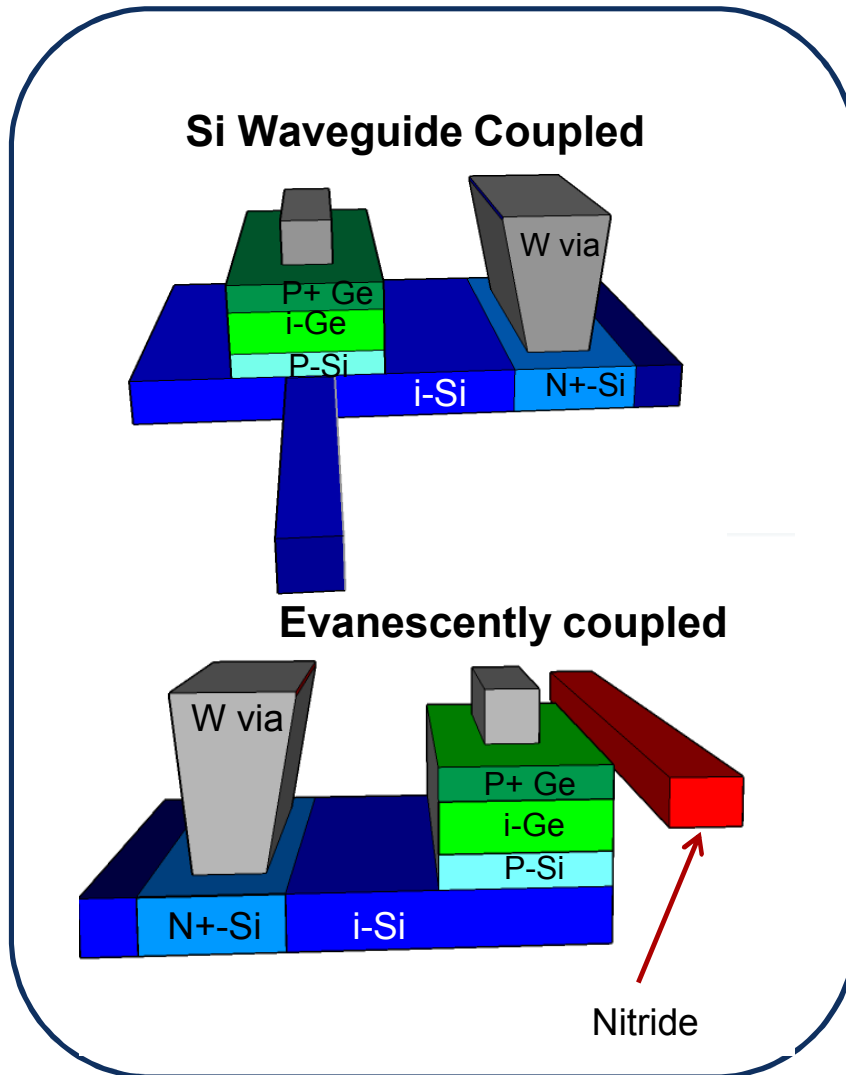 Si Waveguide Coupled
W via
P+ Ge
i-Ge
P-Si
i-Si
N+-Si
Evanescently coupled
W via
P+ Ge
i-Ge
P-Si
N+-Si
i-Si
Nitride